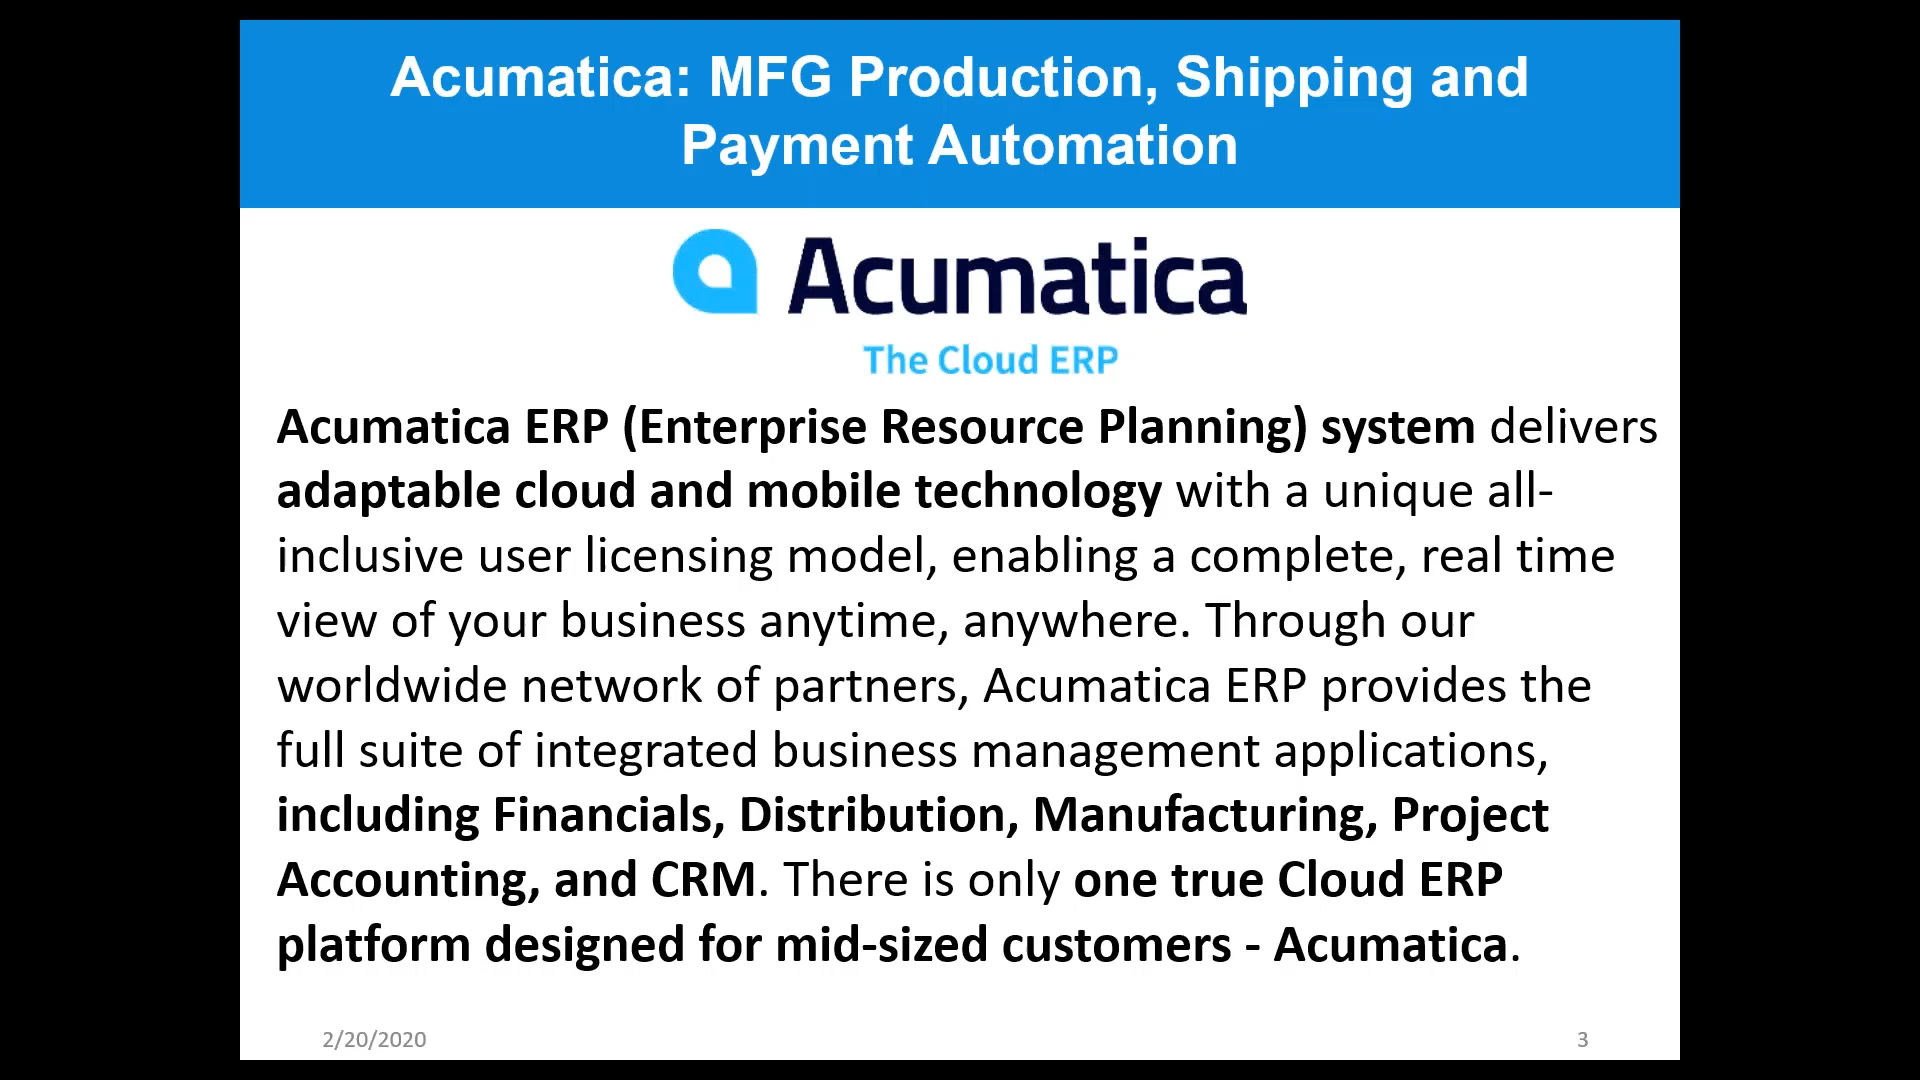 Acumatica: MFG Production, Shipping and
Payment Automation
Acumatica
The Cloud ERP
Acumatica ERP (Enterprise Resource Planning) system delivers
adaptable cloud and mobile technology with a unique all-
inclusive user licensing model, enabling a complete, real time
view of your business anytime, anywhere. Through our
worldwide network of partners, Acumatica ERP provides the
full suite of integrated business management applications,
including Financials, Distribution, Manufacturing, Project
Accounting, and CRM. There is only one true Cloud ERP
platform designed for mid-sized customers - Acumatica.
2/20/2020
3